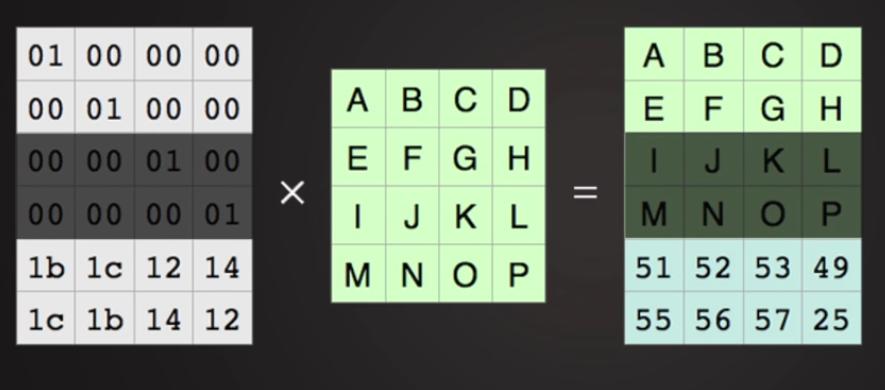 01 00 00 00
00 01 00 00
00 00 01 00
00 00 00 01
1b 1c 12 14
1c 1b 14 12
×
A B C D
E F G H
I J K L
M N O P
=
A B C D
E F G H
I J K L
M N O P
51 52 53 49
55 56 57 25